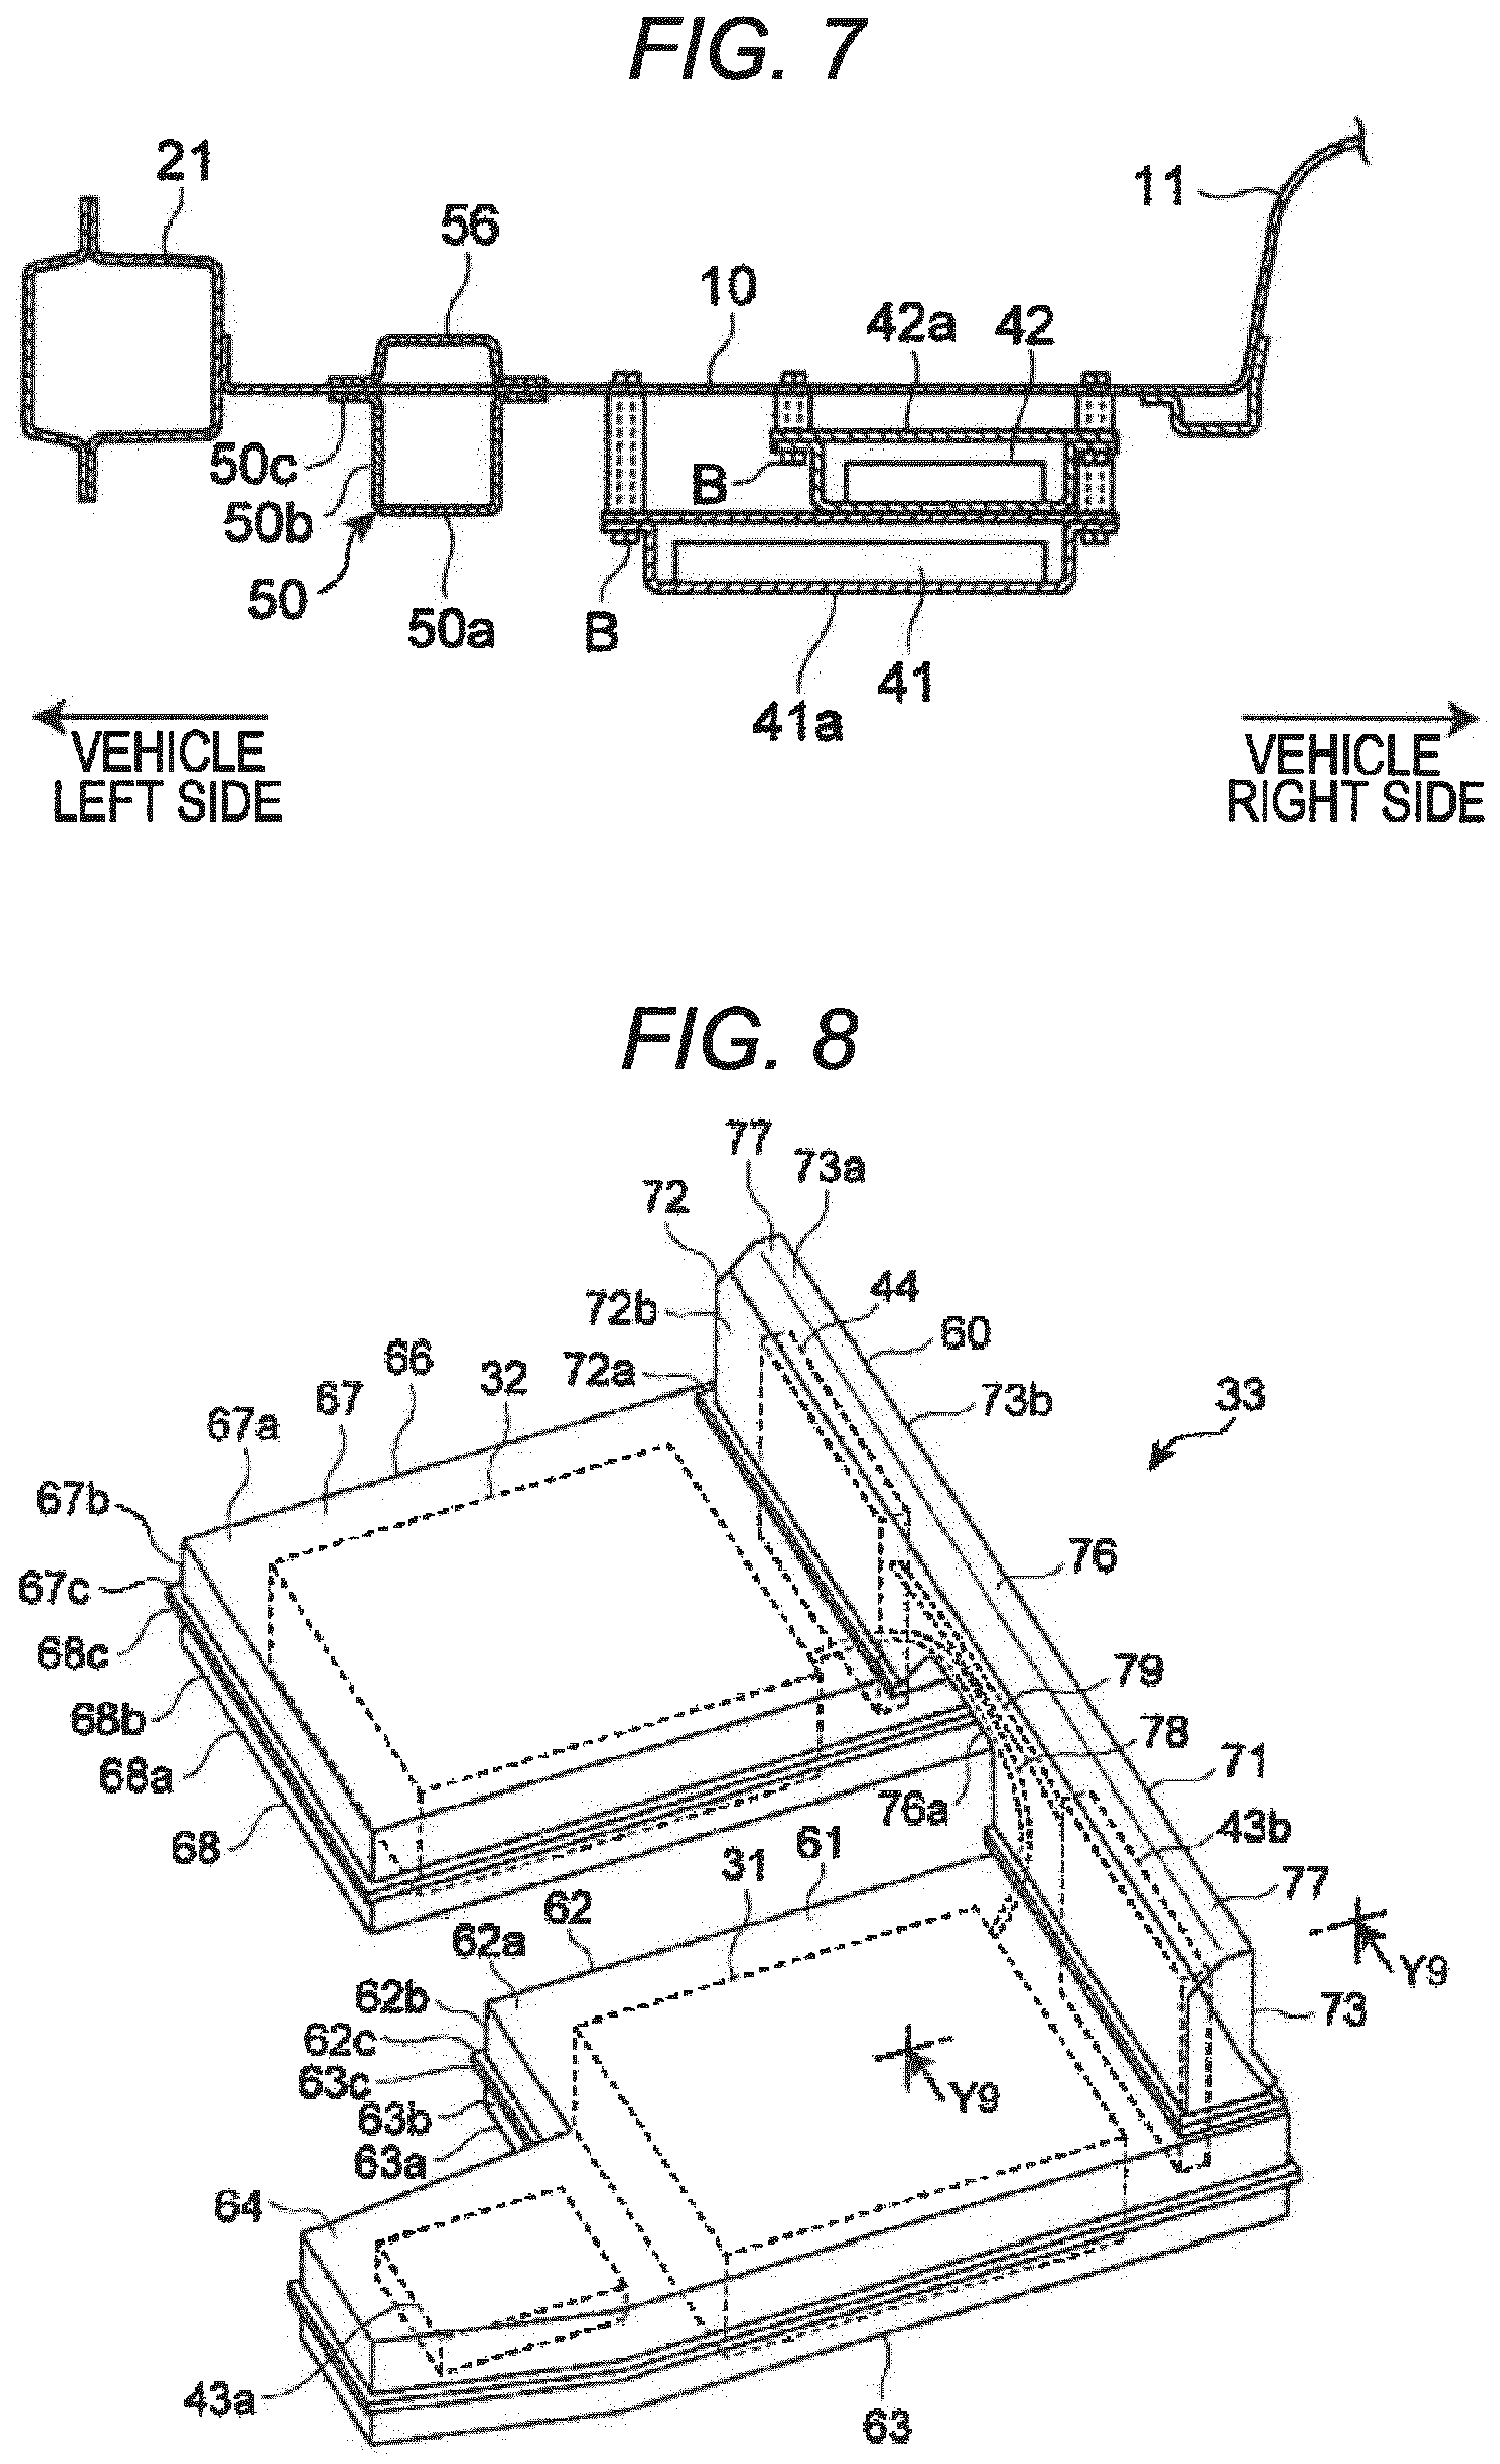 FIG. 7
21
56
10
42a
42
11
50c
50b
50
50a
B
B
41
41a
VEHICLE
LEFT SIDE
VEHICLE
RIGHT SIDE
FIG. 8
77
73a
72
44
72b
60
72a
66
32
73b
33
67
67a
67b
67c
76
68c
79
68b
78
68a
71
76a
68
43b
61
31
77
62
62a
Y9
62b
73
62c
63c
Y9
63b
63a
64
43a
63